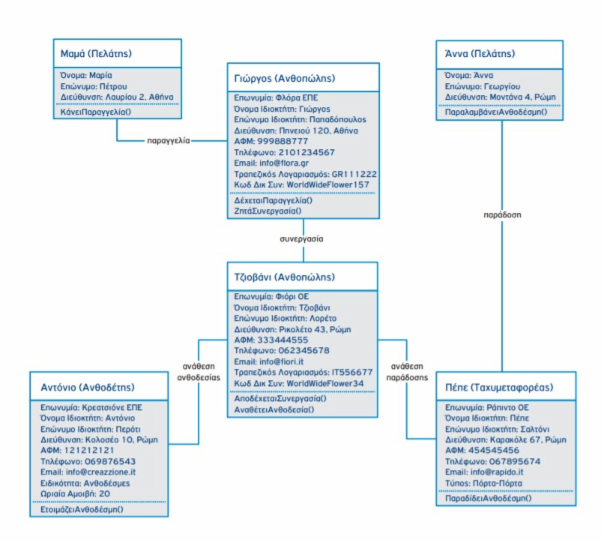 Μαμά (Πελάτης)
Όνομα: Μαρία
Επώνυμο: Πέτρου
Διεύθυνση: Λαυρίου 2, Αθήνα
ΚάνειΠαραγγελία()
Γιώργος (Ανθοπώλης)
Επωνυμία: Φλόρα ΕΠΕ
Όνομα Ιδιοκτήτη: Γιώργος
Επώνυμο Ιδιοκτήτη: Παπαδόπουλος
Διεύθυνση: Πηνειού 120, Αθήνα
ΑΦΜ: 999888777
Τηλέφωνο: 2101234567
Email: info@flora.gr
Τραπεζικός Λογαριασμός: GR111222
Κωδ Δικ Συν: WorldWideFlower157
ΔέχεταιΠαραγγελία()
ΖητάΣυνεργασία()
Άννα (Πελάτης)
Όνομα: Άννα
Επώνυμο: Γεωργίου
Διεύθυνση: Μοντάνα 4, Ρώμη
ΠαραλαμβάνειΑνθοδέσμη()
παραγγελία
παράδοση
συνεργασία
Τζιοβάνι (Ανθοπώλης)
Επωνυμία: Φιόρι ΟΕ
Όνομα Ιδιοκτήτη: Τζιοβάνι
Επώνυμο Ιδιοκτήτη: Λορέτο
Διεύθυνση: Ρικολέτο 43, Ρώμη
ΑΦΜ: 333444555
Τηλέφωνο: 062345678
Email: info@fiori.it
Τραπεζικός Λογαριασμός: IT556677
Κωδ Δικ Συν: WorldWideFlower34
ΑποδέχεταιΣυνεργασία()
ΑναθέτειΑνθοδεσία()
ανάθεση
ανθοδεσίας
ανάθεση
παράδοσης
Αντόνιο (Ανθοδέτης)
Επωνυμία: Κρεατσιόνε ΕΠΕ
Όνομα Ιδιοκτήτη: Αντόνιο
Επώνυμο Ιδιοκτήτη: Περότι
Διεύθυνση: Κολοσέο 10, Ρώμη
ΑΦΜ: 121212121
Τηλέφωνο: 069876543
Email: info@creazzione.it
Ειδικότητα: Ανθοδέσμες
Ωριαία Αμοιβή: 20
ΕτοιμάζειΑνθοδέσμη()
Πέπε (Ταχυμεταφορέας)
Επωνυμία: Ράπιντο ΟΕ
Όνομα Ιδιοκτήτη: Πέπε
Επώνυμο Ιδιοκτήτη: Σαλτάνι
Διεύθυνση: Καρακάλε 67, Ρώμη
ΑΦΜ: 454545456
Τηλέφωνο: 067895674
Email: info@rapido.it
Τύπος: Πόρτα-Πόρτα
ΠαραδίδειΑνθοδέσμη()